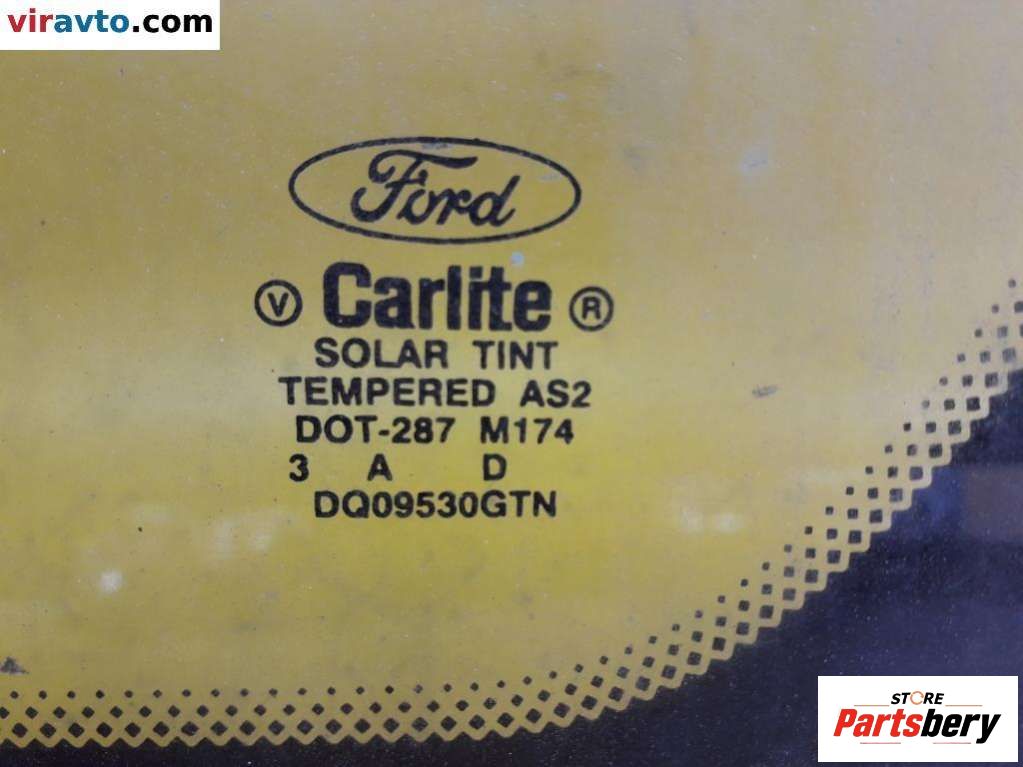 viravto.com
Ford
V Carlite ®
SOLAR TINT
TEMPERED AS2
DOT-287 M174
3 A D
DQ09530GTN
STORE
Partsbery